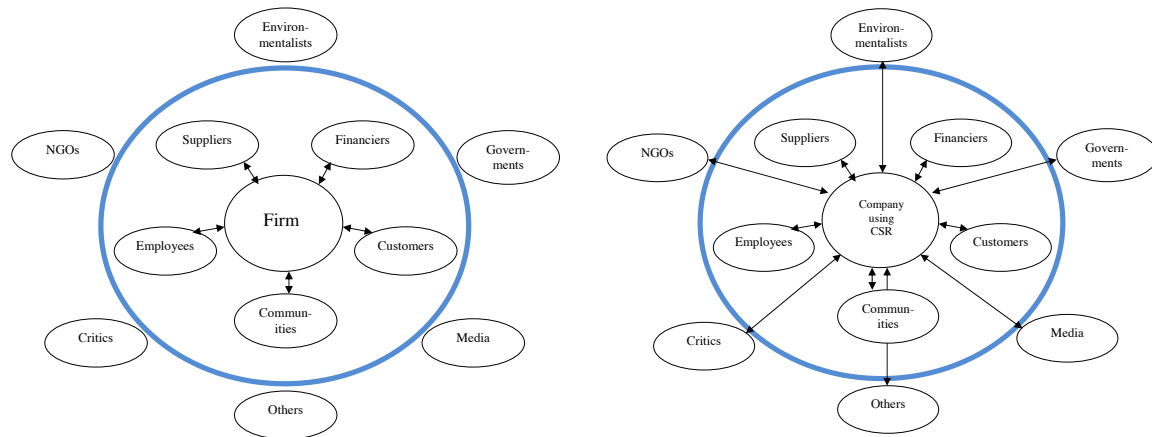 Environ-
mentalists
Suppliers
Financiers
NGOs
Govern-
ments
Firm
Employees
Customers
Commun-
ities
Critics
Media
Others
Environ-
mentalists
Suppliers
Financiers
NGOs
Govern-
ments
Company
using
CSR
Employees
Customers
Commun-
ities
Critics
Media
Others